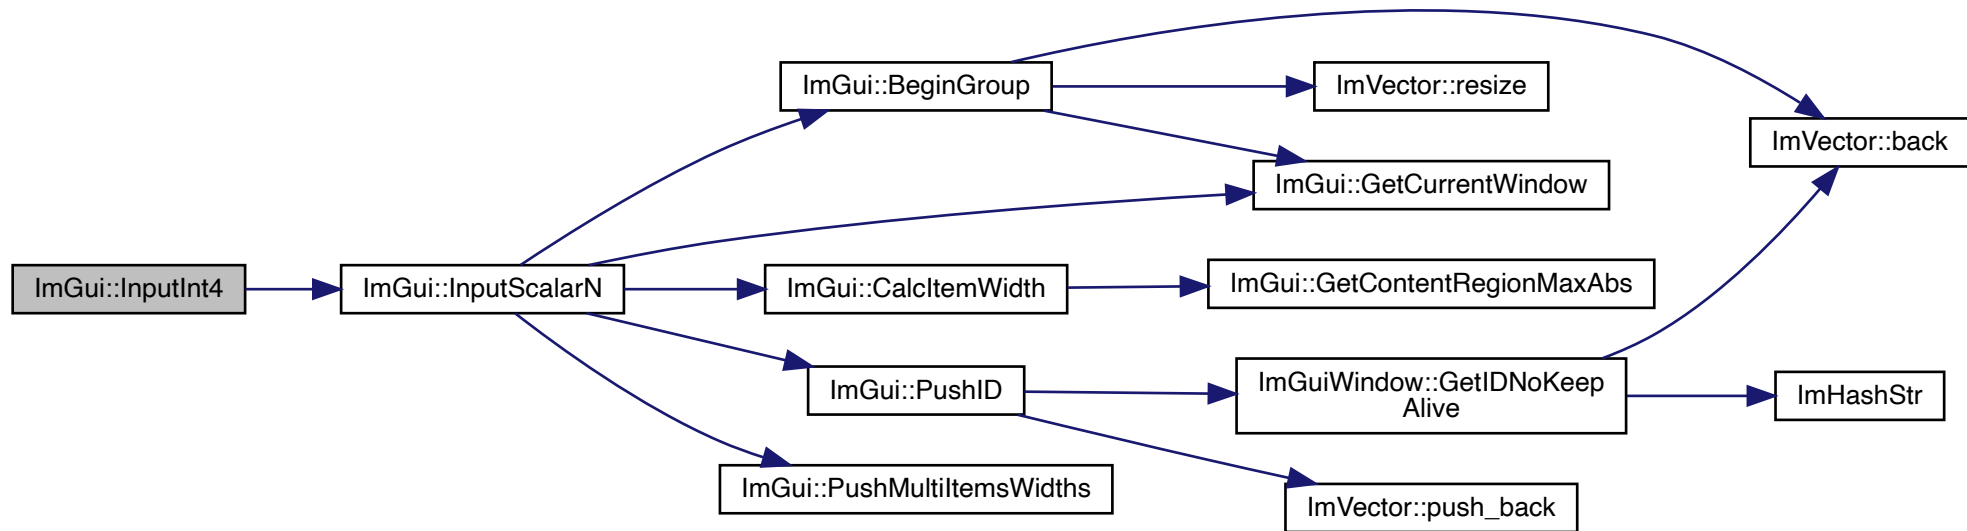 ImGui::InputInt4
ImGui::InputScalarN
ImGui::BeginGroup
ImGui::CalcItemWidth
ImGui::PushID
ImGui::PushMultiItemsWidths
ImVector::resize
ImGui::GetCurrentWindow
ImGui::GetContentRegionMaxAbs
ImGuiWindow::GetIDNoKeep
Alive
ImVector::push_back
ImVector::back
ImHashStr